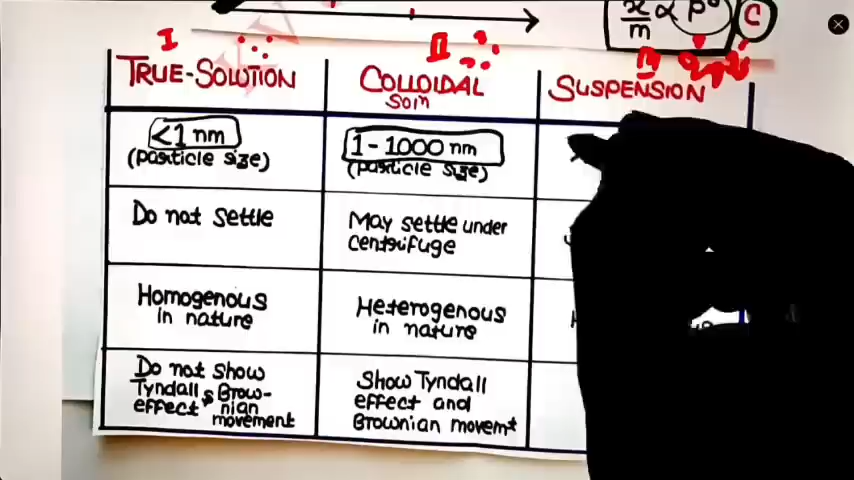 x/m ∝ P° C
I
II
III
TRUE-SOLUTION
COLLOIDAL
Soln
SUSPENSION
<1 nm
(particle size)
1-1000 nm
(particle size)
Do not settle
May settle under
centrifuge
Homogenous
in nature
Heterogenous
in nature
Do not show
Tyndall & Brow-
effect nian
movement
Show Tyndall
effect and
Brownian movemt